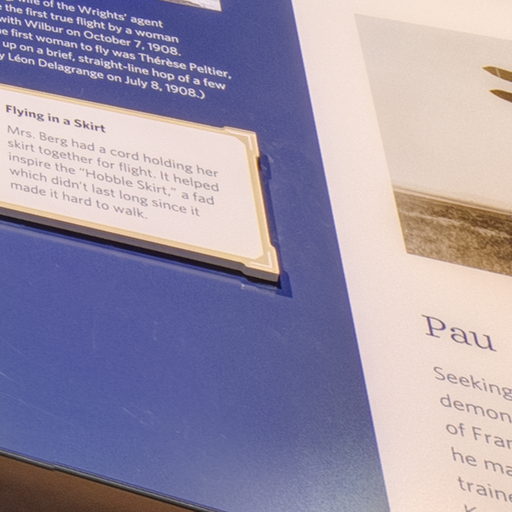 of the Wrights' agent
the first true flight by a woman
with Wilbur on October 7, 1908.
first woman to fly was Thérèse Peltier,
up on a brief, straight-line hop of a few
Léon Delagrange on July 8, 1908.)
Flying in a Skirt
Mrs. Berg had a cord holding her
skirt together for flight. It helped
inspire the "Hobble Skirt," a fad
which didn't last long since it
made it hard to walk.
Pau
Seeking
demon
of Fran
he ma
traine